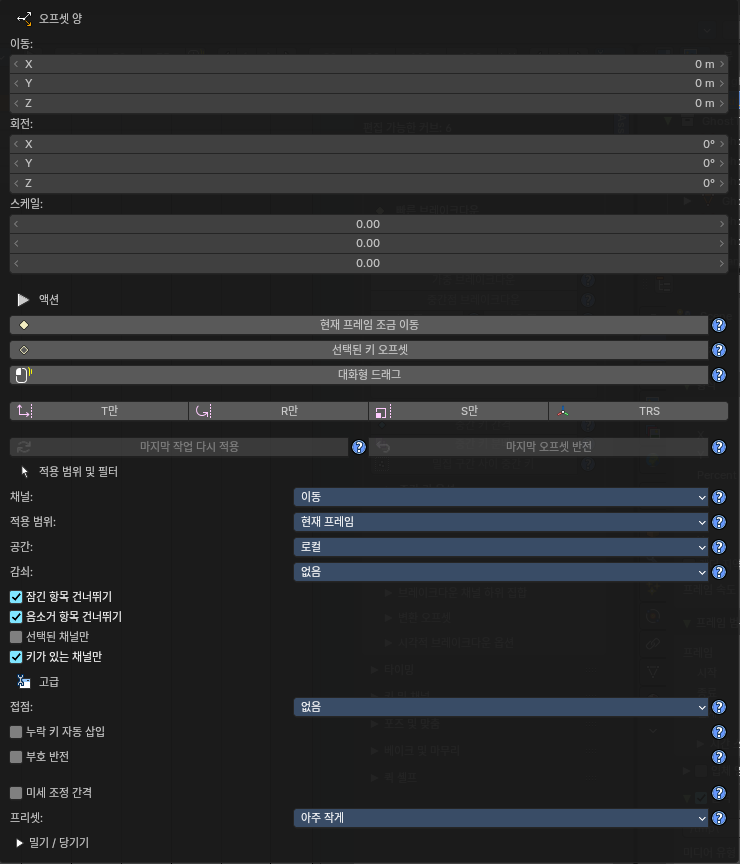 오프셋 양
이동:
X 0 m
Y 0 m
Z 0 m
회전:
X 0°
Y 0°
Z 0°
스케일:
0.00
0.00
0.00
액션
현재 프레임 조금 이동 ?
선택된 키 오프셋 ?
대화형 드래그 ?
T만 R만 S만 TRS
마지막 작업 다시 적용 ? 마지막 오프셋 반전 ?
적용 범위 및 필터
채널: 이동 ?
적용 범위: 현재 프레임 ?
공간: 로컬 ?
감쇠: 없음 ?
잠긴 항목 건너뛰기
음소거 항목 건너뛰기
선택된 채널만
키가 있는 채널만
고급
접점: 없음 ?
누락 키 자동 삽입 ?
부호 반전 ?
미세 조정 간격 ?
프리셋: 아주 작게 ?
밀기 / 당기기